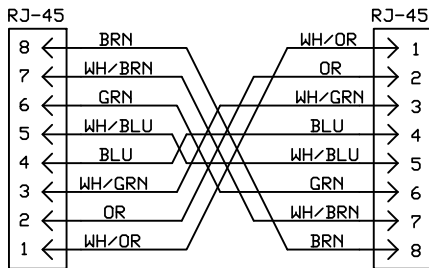 RJ-45 RJ-45
8 BRN WH/OR 1
7 WH/BRN OR 2
6 GRN WH/GRN 3
5 WH/BLU BLU 4
4 BLU WH/BLU 5
3 WH/GRN GRN 6
2 OR WH/BRN 7
1 WH/OR BRN 8